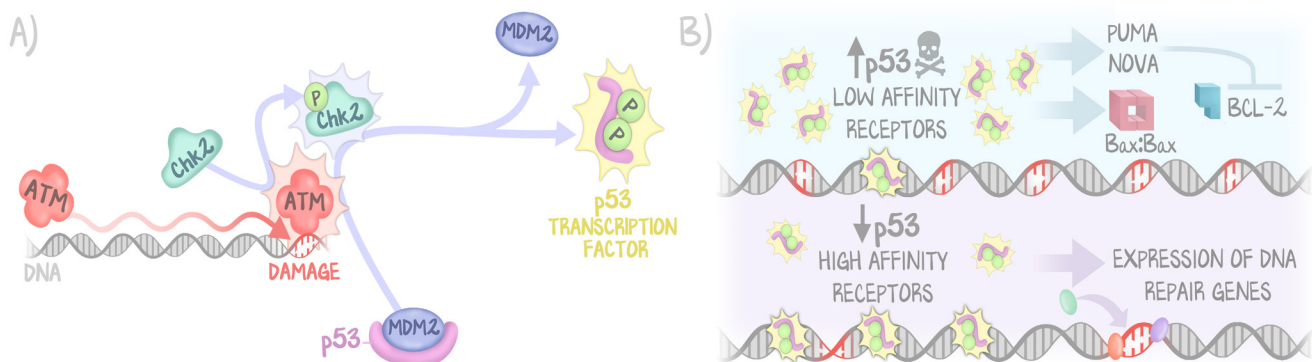 A)
MDM2
P
Chk2
Chk2
P
P
ATM
ATM
p53
TRANSCRIPTION
FACTOR
DNA
DAMAGE
MDM2
p53
B)
p53
LOW AFFINITY
RECEPTORS
PUMA
NOVA
BCL-2
Bax:Bax
p53
HIGH AFFINITY
RECEPTORS
EXPRESSION OF DNA
REPAIR GENES